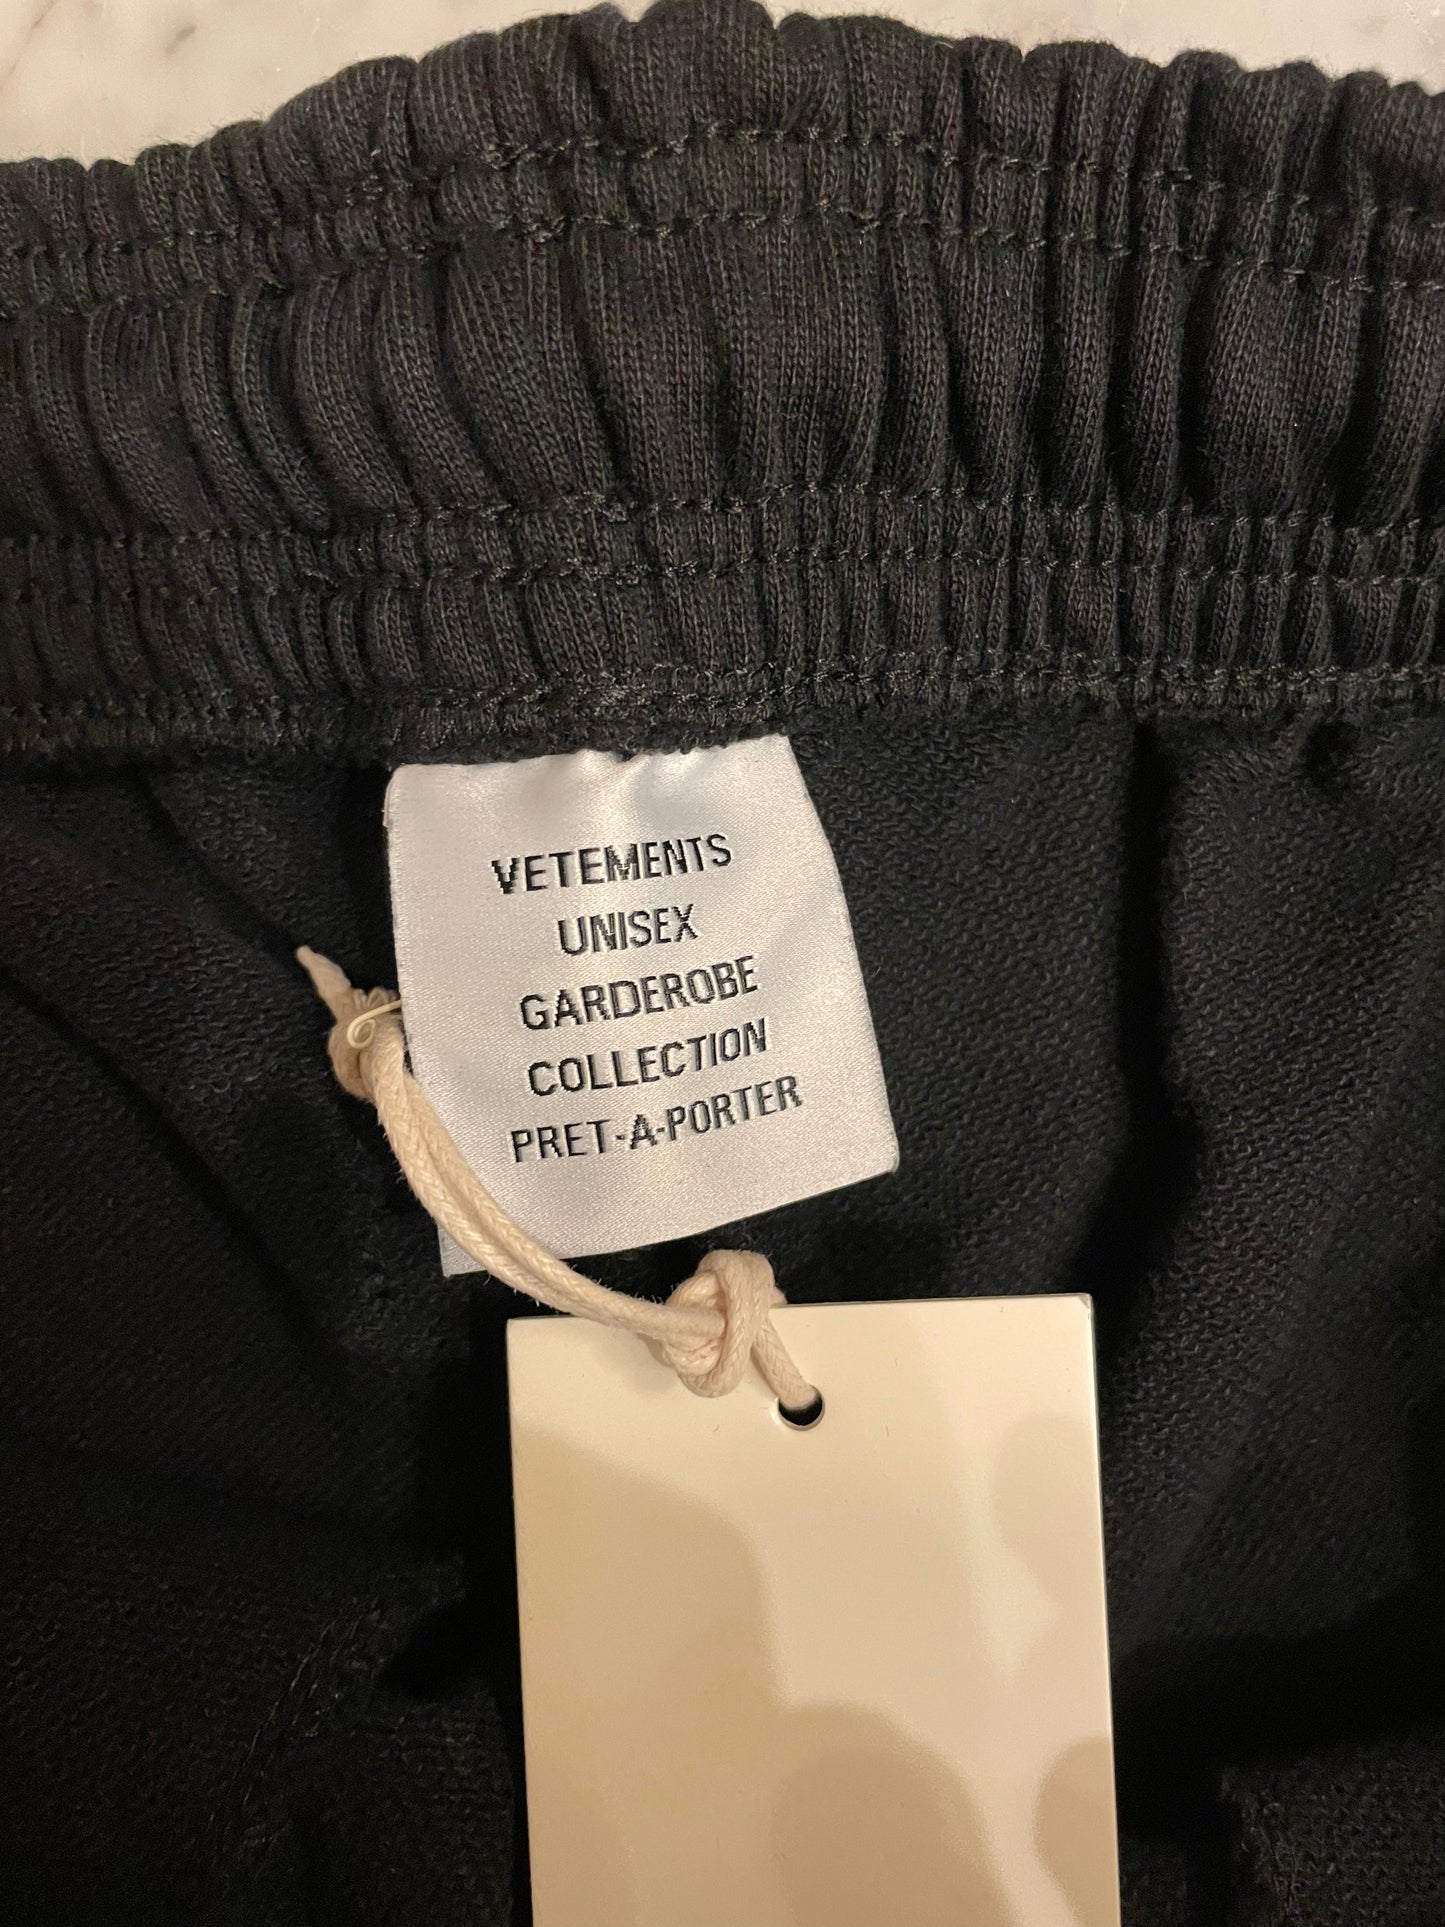 VETEMENTS
UNISEX
GARDEROBE
COLLECTION
PRET-A-PORTER